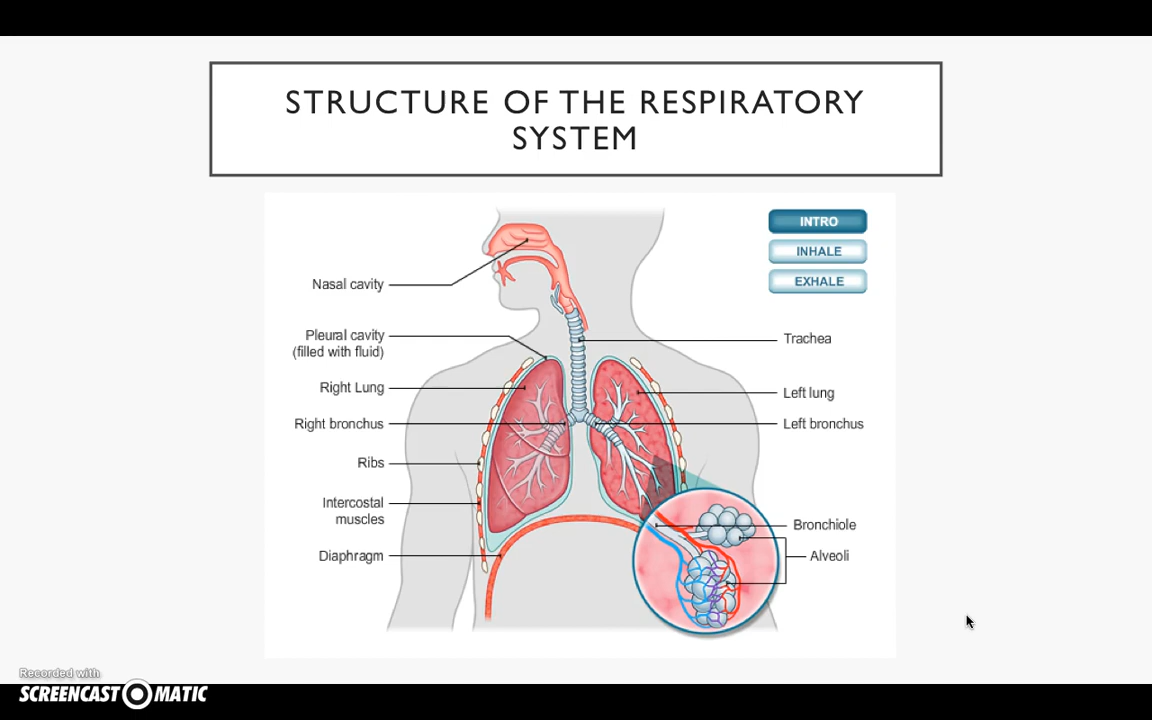 STRUCTURE OF THE RESPIRATORY
SYSTEM
INTRO
INHALE
EXHALE
Nasal cavity
Pleural cavity
(filled with fluid)
Right Lung
Right bronchus
Ribs
Intercostal
muscles
Diaphragm
Trachea
Left lung
Left bronchus
Bronchiole
Alveoli
Recorded with
SCREENCAST MATIC